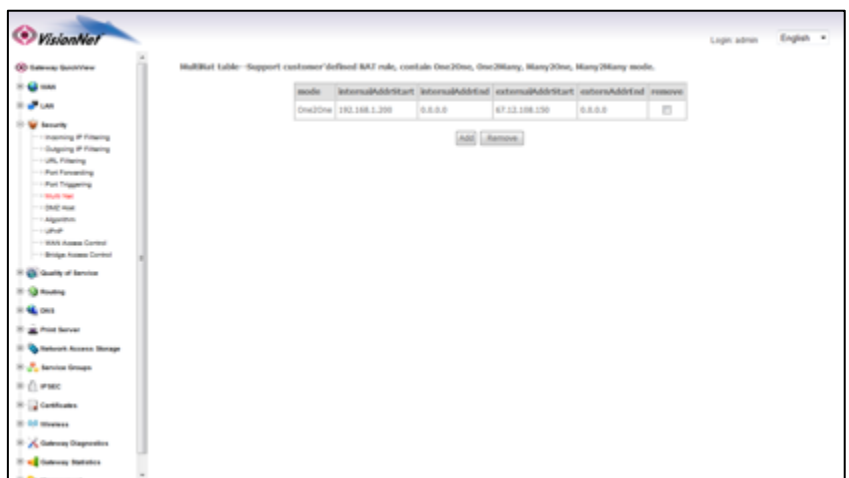 VisionNet
Login: admin
English
Gateway QuickView
WAN
LAN
Security
Incoming IP Filtering
Outgoing IP Filtering
URL Filtering
Port Forwarding
Port Triggering
Multi Nat
DMZ Host
Algorithm
UPnP
WAN Access Control
Bridge Access Control
Quality of Service
Routing
DNS
Print Server
Network Access Storage
Service Groups
IPSEC
Certificates
Wireless
Gateway Diagnostics
Gateway Statistics
MultiNat table--Support customer'defined NAT rule, contain One2One, One2Many, Many2One, Many2Many mode.
mode internalAddrStart internalAddrEnd externalAddrStart externAddrEnd remove
One2One 192.168.1.200 0.0.0.0 67.12.108.150 0.0.0.0
Add Remove